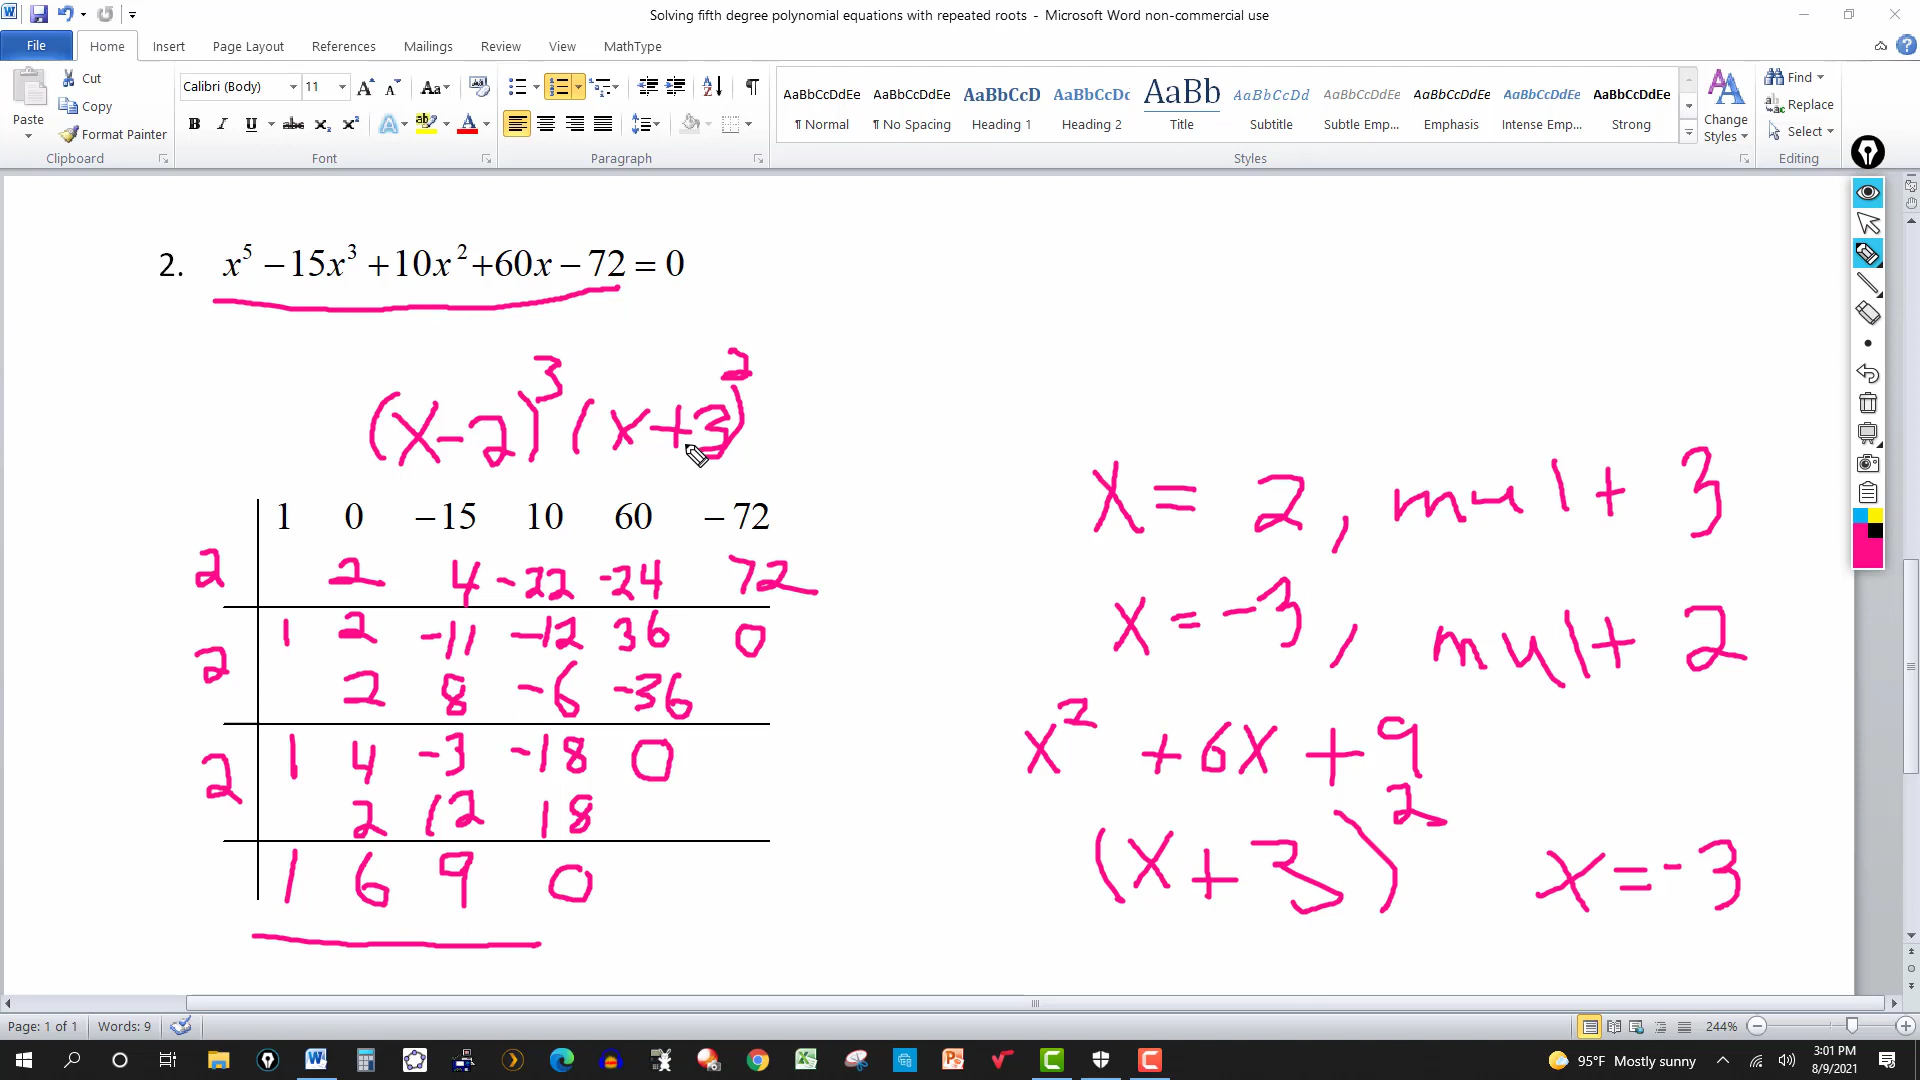 Solving fifth degree polynomial equations with repeated roots - Microsoft Word non-commercial use
File Home Insert Page Layout References Mailings Review View MathType
Paste
Cut
Copy
Format Painter
Clipboard
Calibri (Body) 11
B I U abc x₂ x²
Font
Paragraph
AaBbCcDdEe AaBbCcDdEe AaBbCcD AaBbCcDc AaBb AaBbCcDd AaBbCcDdEe AaBbCcDdEe AaBbCcDdEe AaBbCcDdEe
¶ Normal ¶ No Spacing Heading 1 Heading 2 Title Subtitle Subtle Emp... Emphasis Intense Emp... Strong
Styles
Change Styles
Find
Replace
Select
Editing
2. x⁵ − 15x³ + 10x² + 60x − 72 = 0
(x-2)³(x+3)²
1 0 −15 10 60 −72
2 2 4 -22 -24 72
1 2 -11 -12 36 0
2 2 8 -6 -36
1 4 -3 -18 0
2 2 12 18
1 6 9 0
x = 2, mult 3
x = -3, mult 2
x² + 6x + 9
(x + 3)² x = -3
Page: 1 of 1 Words: 9 244%
95°F Mostly sunny
3:01 PM
8/9/2021